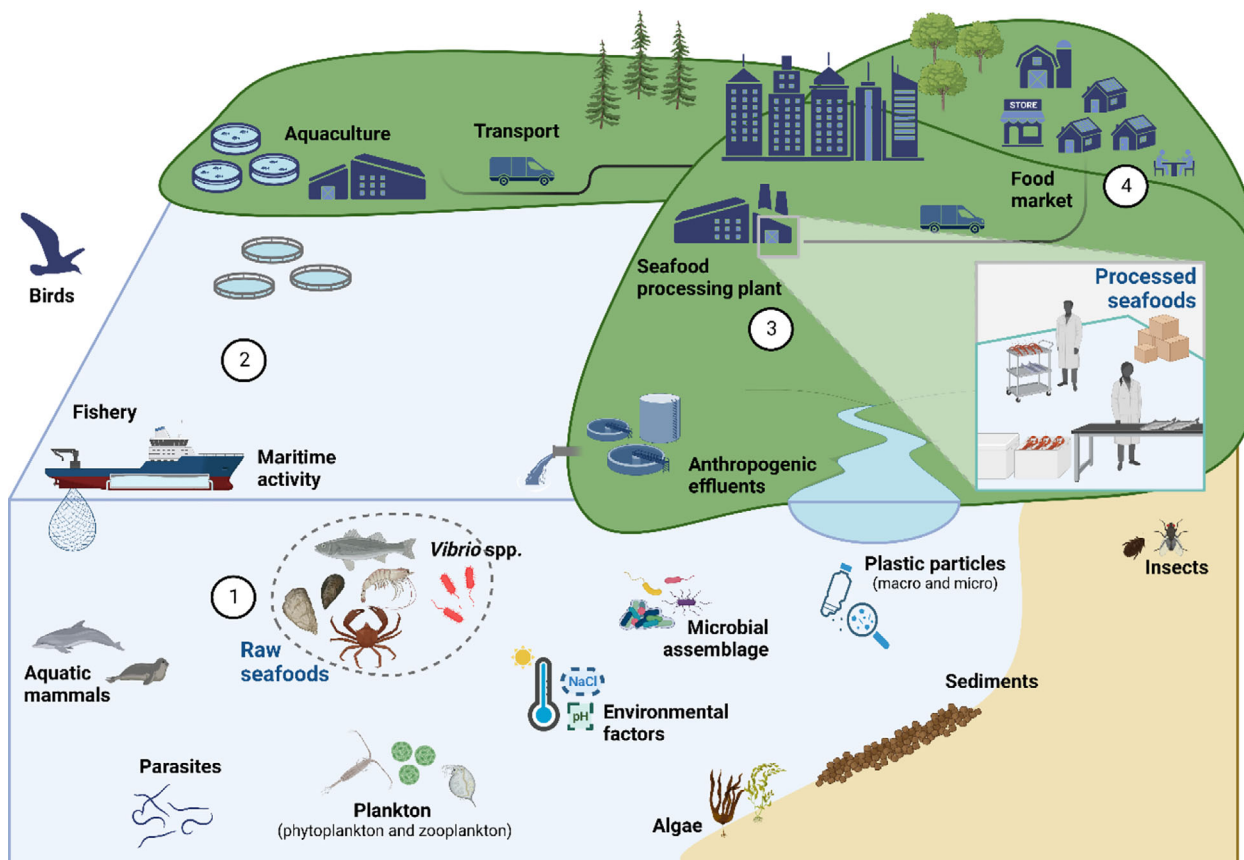 Aquaculture
Transport
STORE
Food
market
4
Birds
Seafood
processing plant
3
Processed
seafoods
2
Fishery
Maritime
activity
Anthropogenic
effluents
Vibrio spp.
1
Raw
seafoods
Plastic particles
(macro and micro)
Insects
Microbial
assemblage
Aquatic
mammals
NaCl
pH
Environmental
factors
Sediments
Parasites
Plankton
(phytoplankton and zooplankton)
Algae